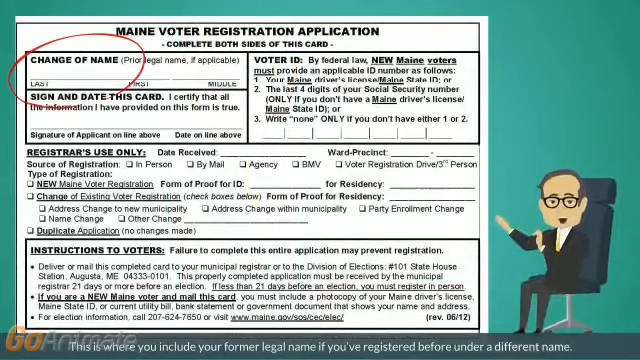 MAINE VOTER REGISTRATION APPLICATION
- COMPLETE BOTH SIDES OF THIS CARD -
CHANGE OF NAME (Prior legal name, if applicable)
LAST FIRST MIDDLE
SIGN AND DATE THIS CARD. I certify that all
the information I have provided on this form is true.
Signature of Applicant on line above Date on line above
VOTER ID: By federal law, NEW Maine voters
must provide an applicable ID number as follows:
1. Your Maine driver's license/Maine State ID; or
2. The last 4 digits of your Social Security number
(ONLY if you don't have a Maine driver's license/
Maine State ID); or
3. Write "none" ONLY if you don't have either 1 or 2.
REGISTRAR'S USE ONLY: Date Received: Ward-Precinct: -
Source of Registration: In Person By Mail Agency BMV Voter Registration Drive/3rd Person
Type of Registration:
NEW Maine Voter Registration Form of Proof for ID: for Residency:
Change of Existing Voter Registration (check boxes below) Form of Proof for Residency:
Address Change to new municipality Address Change within municipality Party Enrollment Change
Name Change Other Change
Duplicate Application (no changes made)
INSTRUCTIONS TO VOTERS: Failure to complete this entire application may prevent registration.
• Deliver or mail this completed card to your municipal registrar or to the Division of Elections: #101 State House
Station, Augusta, ME 04333-0101. This properly completed application must be received by the municipal
registrar 21 days or more before an election. If less than 21 days before an election, you must register in person.
• If you are a NEW Maine voter and mail this card, you must include a photocopy of your Maine driver's license,
Maine State ID, or current utility bill, bank statement or government document that shows your name and address.
• For election information, call 207-624-7650 or visit www.maine.gov/sos/cec/elec/ (rev. 06/12)
GoAnimate
This is where you include your former legal name if you've registered before under a different name.